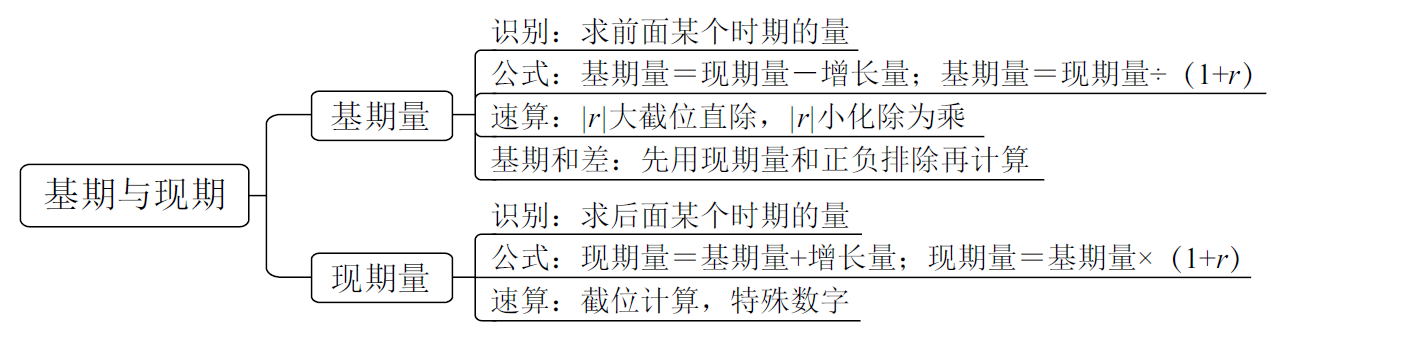 识别：求前面某个时期的量
公式：基期量＝现期量－增长量；基期量＝现期量÷（1+r）
基期量
速算：|r|大截位直除，|r|小化除为乘
基期和差：先用现期量和正负排除再计算
基期与现期
识别：求后面某个时期的量
公式：现期量＝基期量+增长量；现期量＝基期量×（1+r）
现期量
速算：截位计算，特殊数字